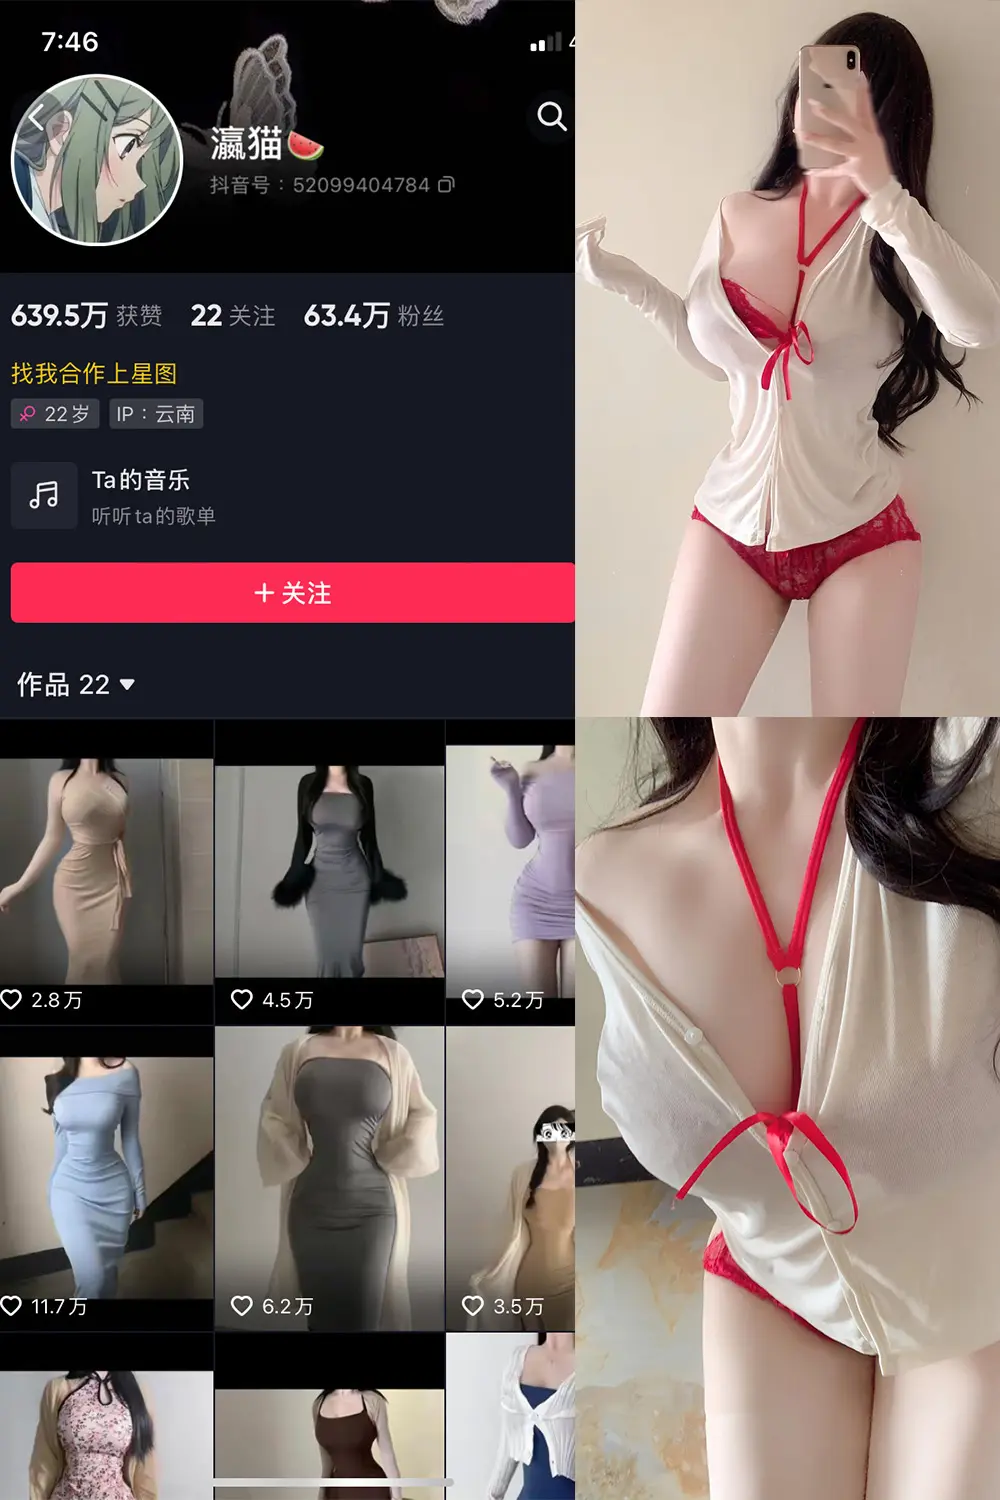 7:46
4
瀛猫🍉
抖音号：52099404784
639.5万 获赞 22 关注 63.4万 粉丝
找我合作上星图
22岁 IP：云南
Ta的音乐
听听ta的歌单
+ 关注
作品 22
2.8万 4.5万 5.2万
11.7万 6.2万 3.5万